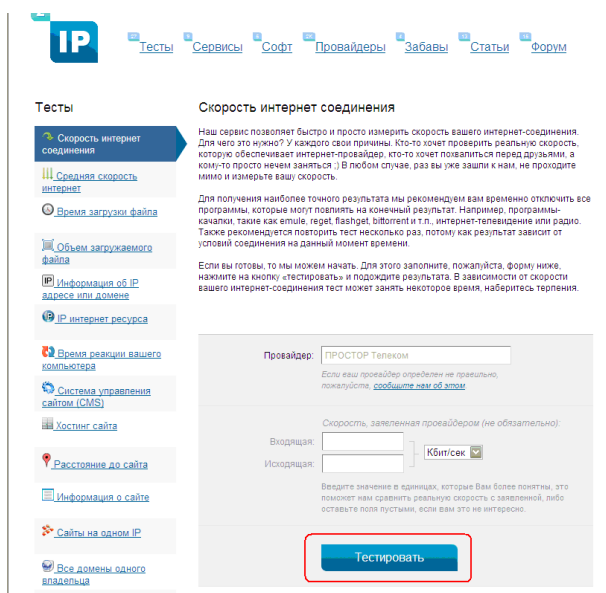 IP
Тесты
Сервисы
Софт
Провайдеры
Забавы
Статьи
Форум
Тесты
Скорость интернет
соединения
Средняя скорость
интернет
Время загрузки файла
Объем загружаемого
файла
Информация об IP
адресе или домене
IP интернет ресурса
Время реакции вашего
компьютера
Система управления
сайтом (CMS)
Хостинг сайта
Расстояние до сайта
Информация о сайте
Сайты на одном IP
Все домены одного
владельца
Скорость интернет соединения
Наш сервис позволяет быстро и просто измерить скорость вашего интернет-соединения.
Для чего это нужно? У каждого свои причины. Кто-то хочет проверить реальную скорость,
которую обеспечивает интернет-провайдер, кто-то хочет похвалиться перед друзьями, а
кому-то просто нечем заняться ;) В любом случае, раз вы уже зашли к нам, не проходите
мимо и измерьте вашу скорость.
Для получения наиболее точного результата мы рекомендуем вам временно отключить все
программы, которые могут повлиять на конечный результат. Например, программы-
качалки, такие как emule, reget, flashget, bittorrent и т.п., интернет-телевидение или радио.
Также рекомендуется повторить тест несколько раз, потому как результат зависит от
условий соединения на данный момент времени.
Если вы готовы, то мы можем начать. Для этого заполните, пожалуйста, форму ниже,
нажмите на кнопку «тестировать» и подождите результата. В зависимости от скорости
вашего интернет-соединения тест может занять некоторое время, наберитесь терпения.
Провайдер: ПРОСТОР Телеком
Если ваш провайдер определен не правильно,
пожалуйста, сообщите нам об этом.
Скорость, заявленная провайдером (не обязательно):
Входящая:
Исходящая:
Кбит/сек
Введите значение в единицах, которые Вам более понятны, это
поможет нам сравнить реальную скорость с заявленной, либо
оставьте поля пустыми, если вам это не интересно.
Тестировать